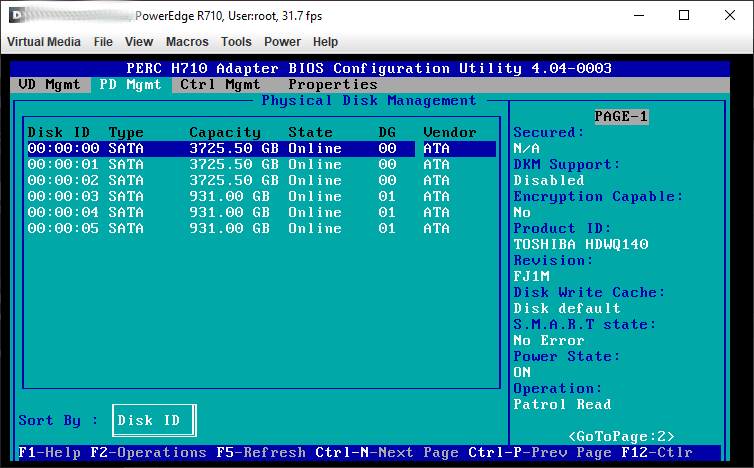 , PowerEdge R710, User:root, 31.7 fps
Virtual Media File View Macros Tools Power Help
PERC H710 Adapter BIOS Configuration Utility 4.04-0003
VD Mgmt PD Mgmt Ctrl Mgmt Properties
Physical Disk Management
Disk ID Type Capacity State DG Vendor
00:00:00 SATA 3725.50 GB Online 00 ATA
00:00:01 SATA 3725.50 GB Online 00 ATA
00:00:02 SATA 3725.50 GB Online 00 ATA
00:00:03 SATA 931.00 GB Online 01 ATA
00:00:04 SATA 931.00 GB Online 01 ATA
00:00:05 SATA 931.00 GB Online 01 ATA
Sort By : Disk ID
PAGE-1
Secured:
N/A
DKM Support:
Disabled
Encryption Capable:
No
Product ID:
TOSHIBA HDWQ140
Revision:
FJ1M
Disk Write Cache:
Disk default
S.M.A.R.T state:
No Error
Power State:
ON
Operation:
Patrol Read
<GoToPage:2>
F1-Help F2-Operations F5-Refresh Ctrl-N-Next Page Ctrl-P-Prev Page F12-Ctlr